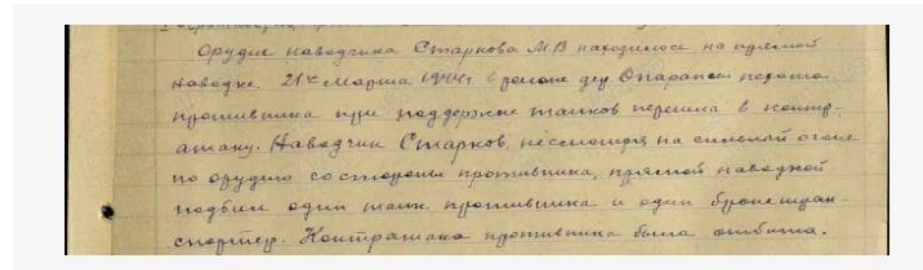 Орудие наводчика Старкова М.В находилось на прямой
наводке. 21го марта 1944г. в районе дер. пехота
противника при поддержке танков перешла в контр-
атаку. Наводчик Старков, несмотря на сильный огонь
по орудию со стороны противника, прямой наводкой
подбил один танк противника и один бронетран-
спортер. Контратака противника была отбита.